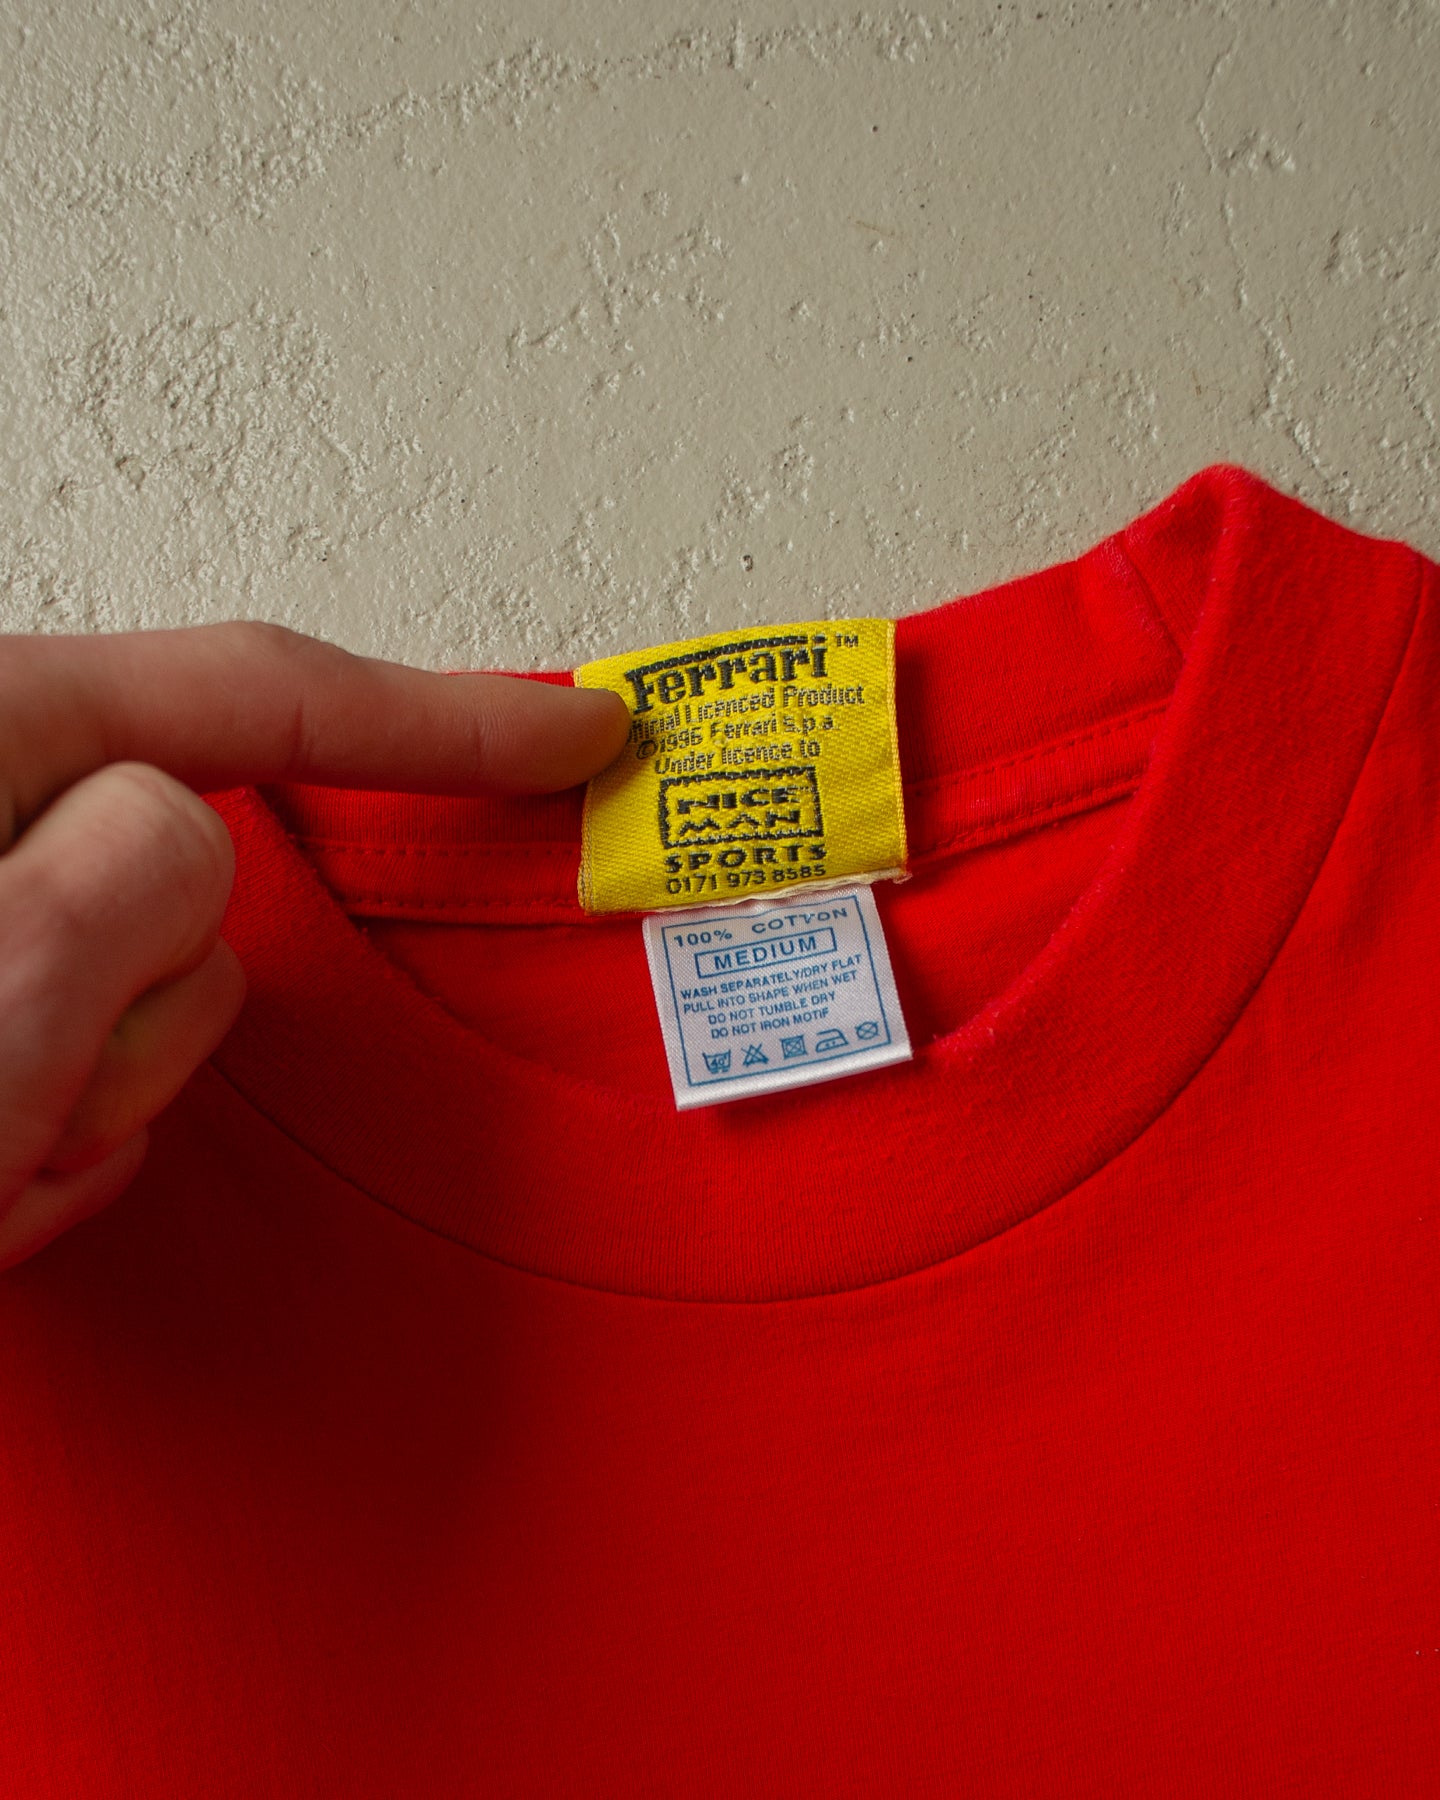 Ferrari™
Official Licenced Product
©1996 Ferrari S.p.a.
Under licence to
NICE
MAN
SPORTS
0171 973 8585
100% COTTON
MEDIUM
WASH SEPARATELY/DRY FLAT
PULL INTO SHAPE WHEN WET
DO NOT TUMBLE DRY
DO NOT IRON MOTIF
40